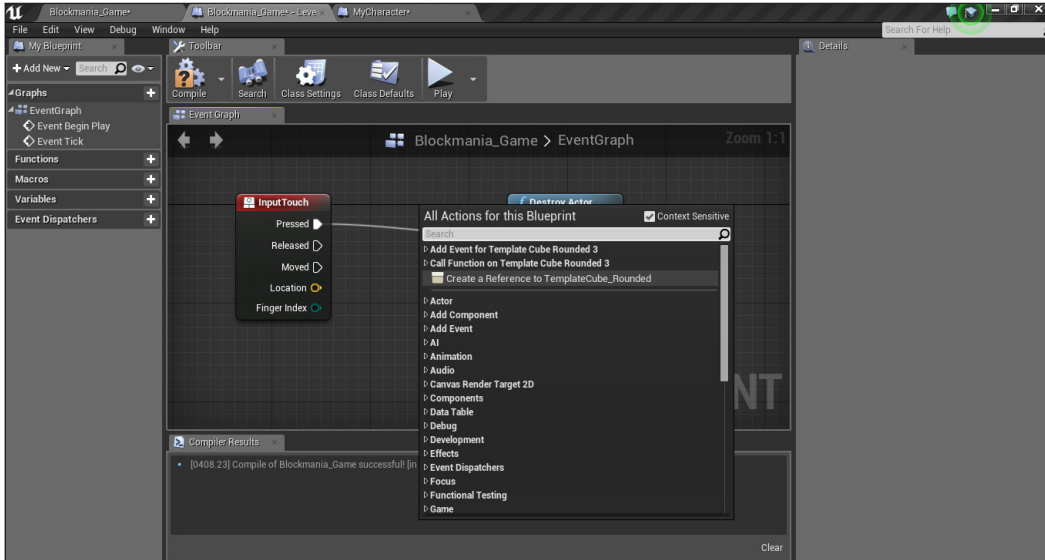 Blockmania_Game*
Blockmania_Game* - Leve
MyCharacter*
File Edit View Debug Window Help
Search For Help
My Blueprint
Toolbar
Details
+ Add New
Search
Compile
Search
Class Settings
Class Defaults
Play
Graphs
EventGraph
Event Begin Play
Event Tick
Functions
Macros
Variables
Event Dispatchers
Event Graph
Blockmania_Game > EventGraph
Zoom 1:1
InputTouch
Pressed
Released
Moved
Location
Finger Index
f Destroy Actor
All Actions for this Blueprint
Context Sensitive
Search
Add Event for Template Cube Rounded 3
Call Function on Template Cube Rounded 3
Create a Reference to TemplateCube_Rounded
Actor
Add Component
Add Event
AI
Animation
Audio
Canvas Render Target 2D
Components
Data Table
Debug
Development
Effects
Event Dispatchers
Focus
Functional Testing
Game
NT
Compiler Results
[0408.23] Compile of Blockmania_Game successful! [in
Clear